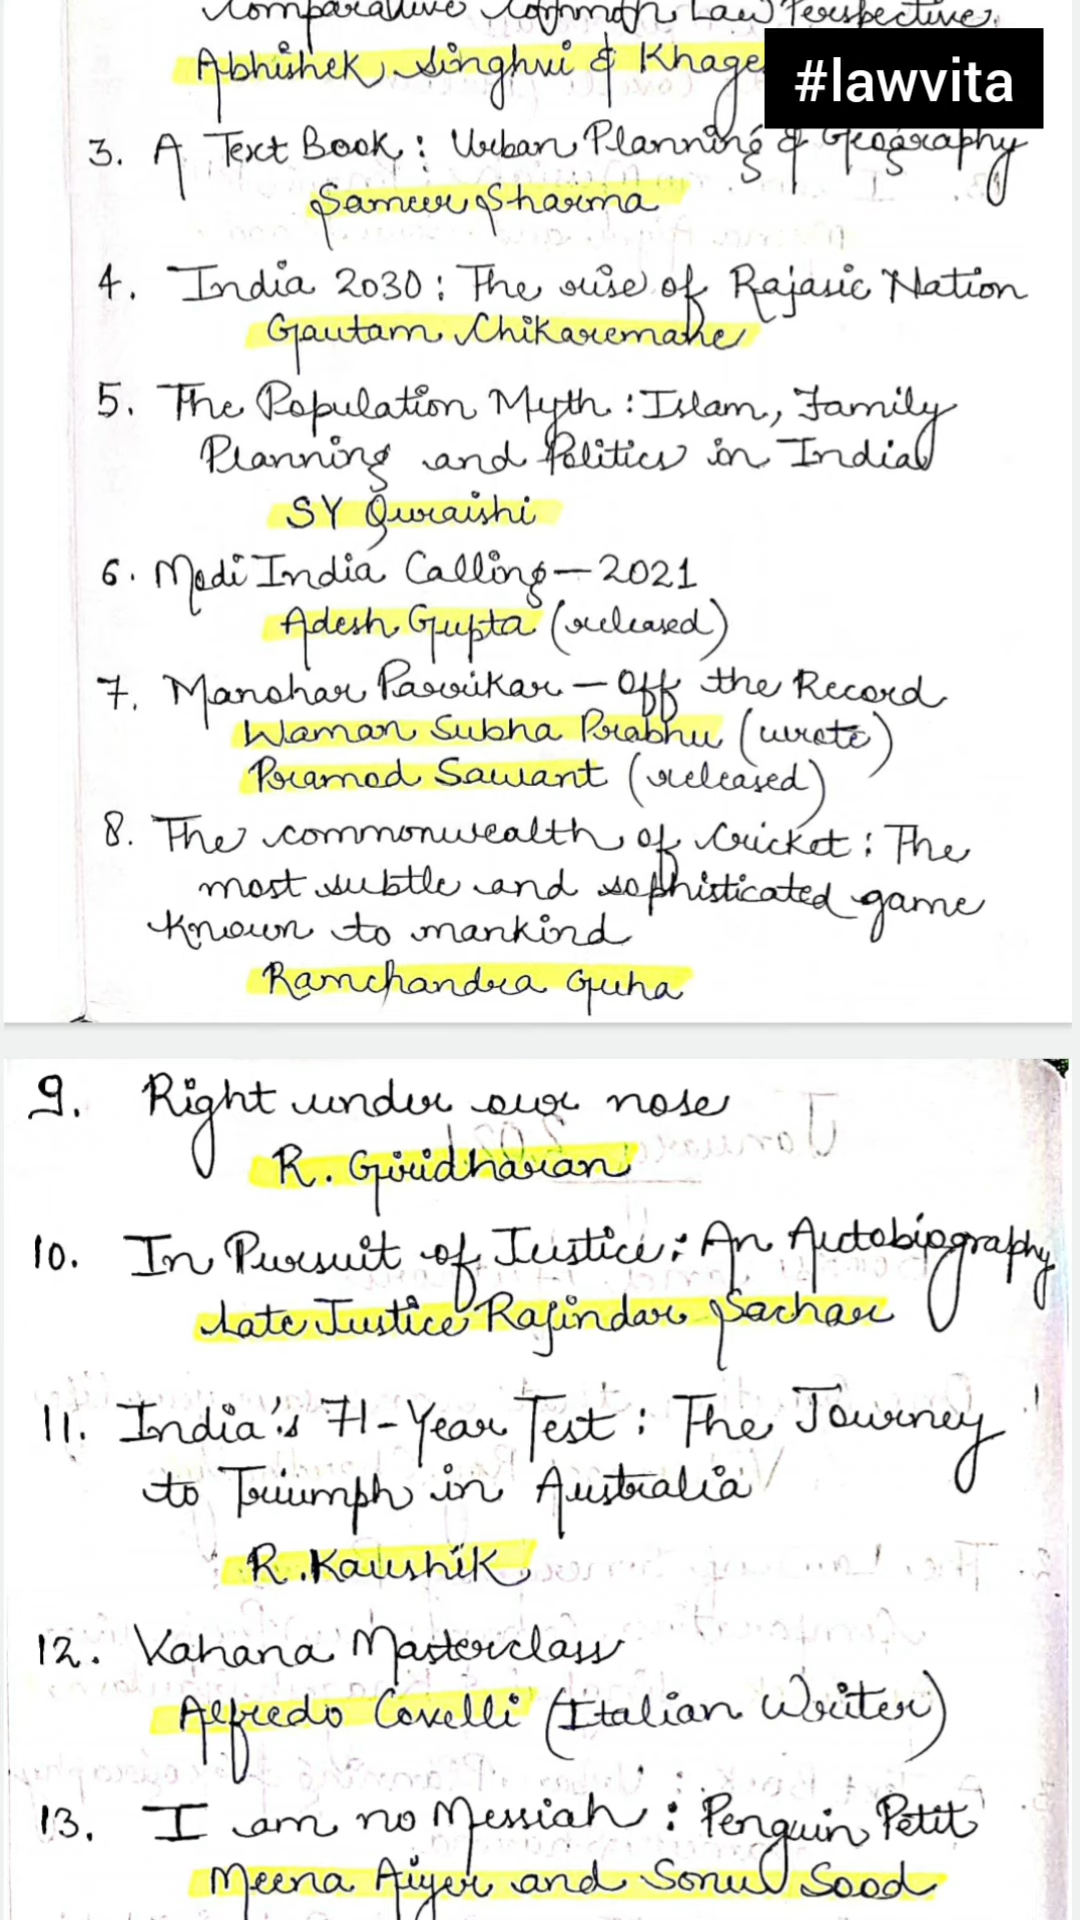 Comparative Common Law Perspective.
Abhishek Singhvi & Khage
#lawvita
3. A Text Book: Urban Planning & Geography
Sameer Sharma
4. India 2030: The rise of Rajasic Nation
Gautam Chikaremane
5. The Population Myth: Islam, Family
Planning and Politics in India
SY Quraishi
6. Modi India Calling – 2021
Adesh Gupta (released)
7. Manohar Parrikar – Off the Record
Waman Subha Prabhu (wrote)
Pramod Sawant (released)
8. The commonwealth of Cricket: The
most subtle and sophisticated game
Known to mankind
Ramchandra Guha
9. Right under our nose
R. Giridharan
10. In Pursuit of Justice: An Autobiography
Late Justice Rajindar Sachar
11. India's 71-Year Test: The Journey
to Triumph in Australia
R. Kaushik
12. Vahana Masterclass
Alfredo Covelli (Italian Writer)
13. I am no Messiah: Penguin Petit
Meena Aiyer and Sonu Sood